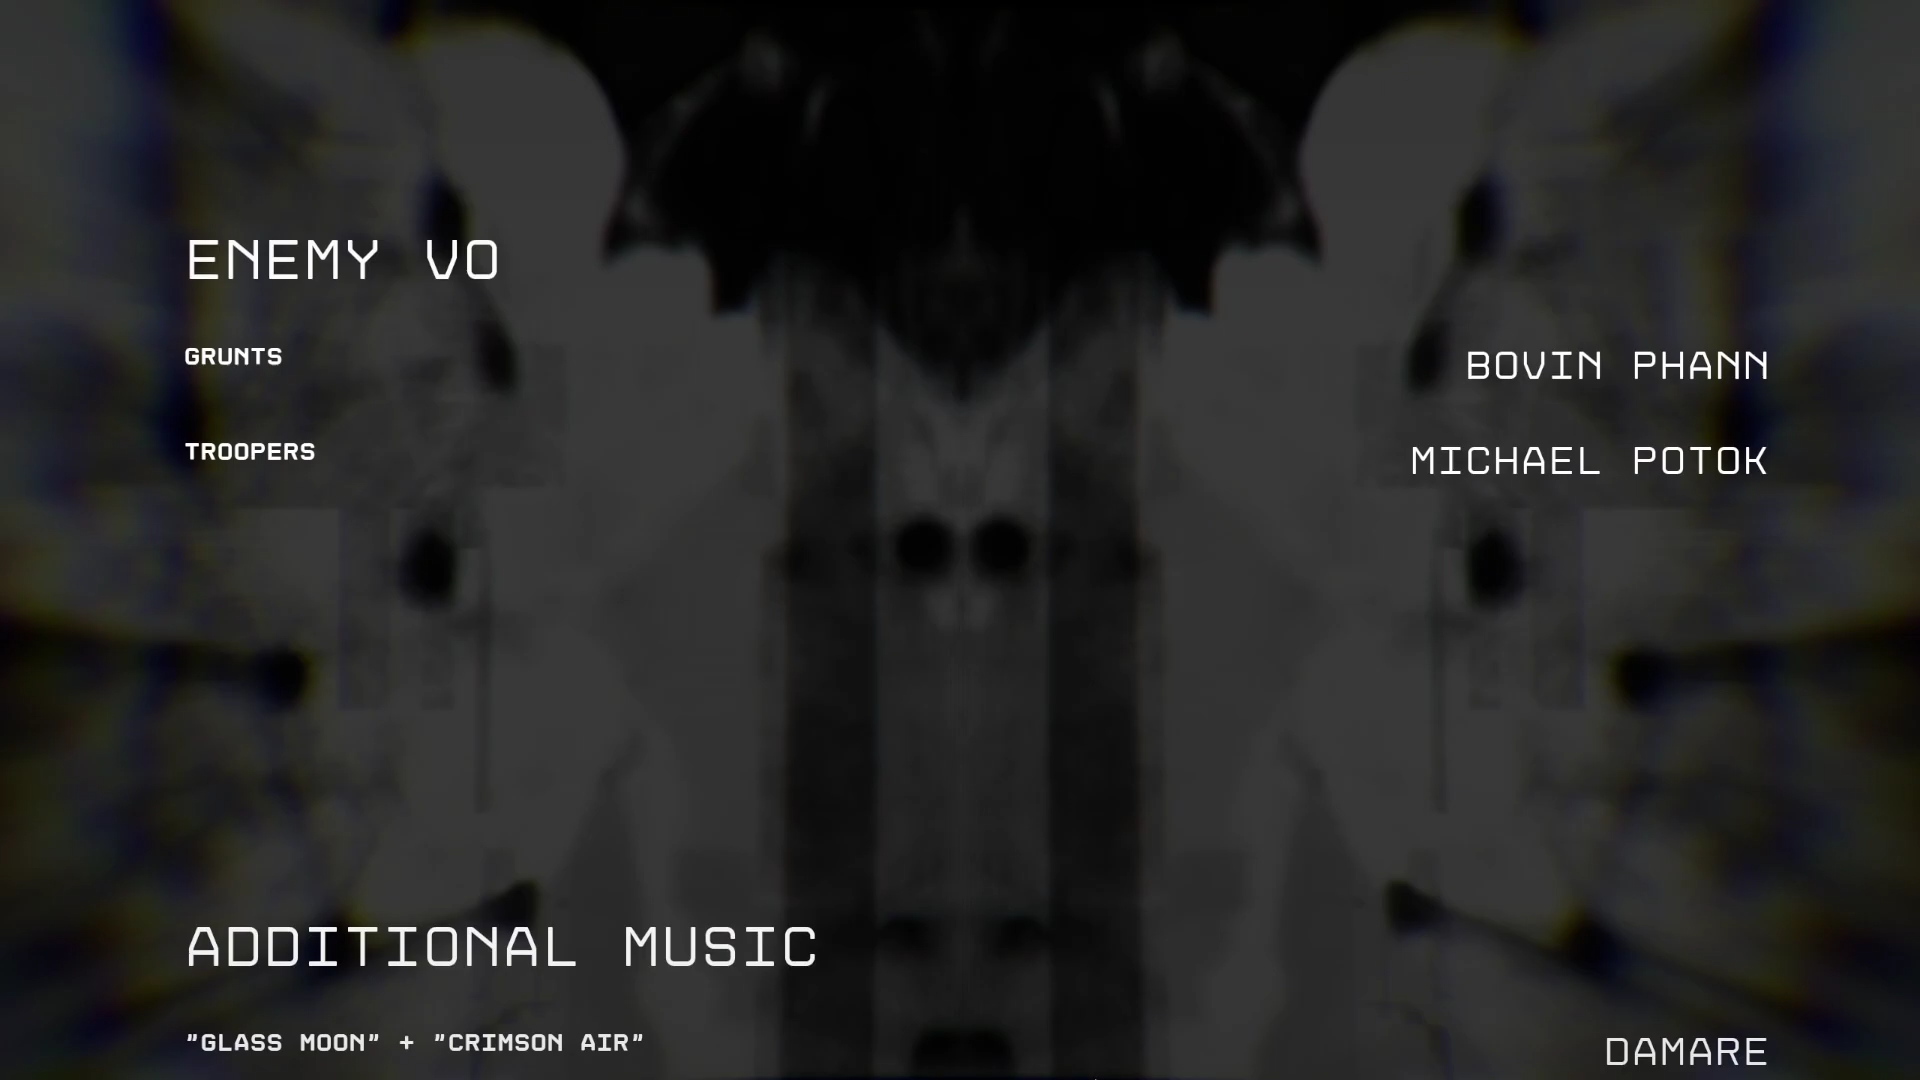 ENEMY VO
GRUNTS
BOVIN PHANN
TROOPERS
MICHAEL POTOK
ADDITIONAL MUSIC
"GLASS MOON" + "CRIMSON AIR"
DAMARE